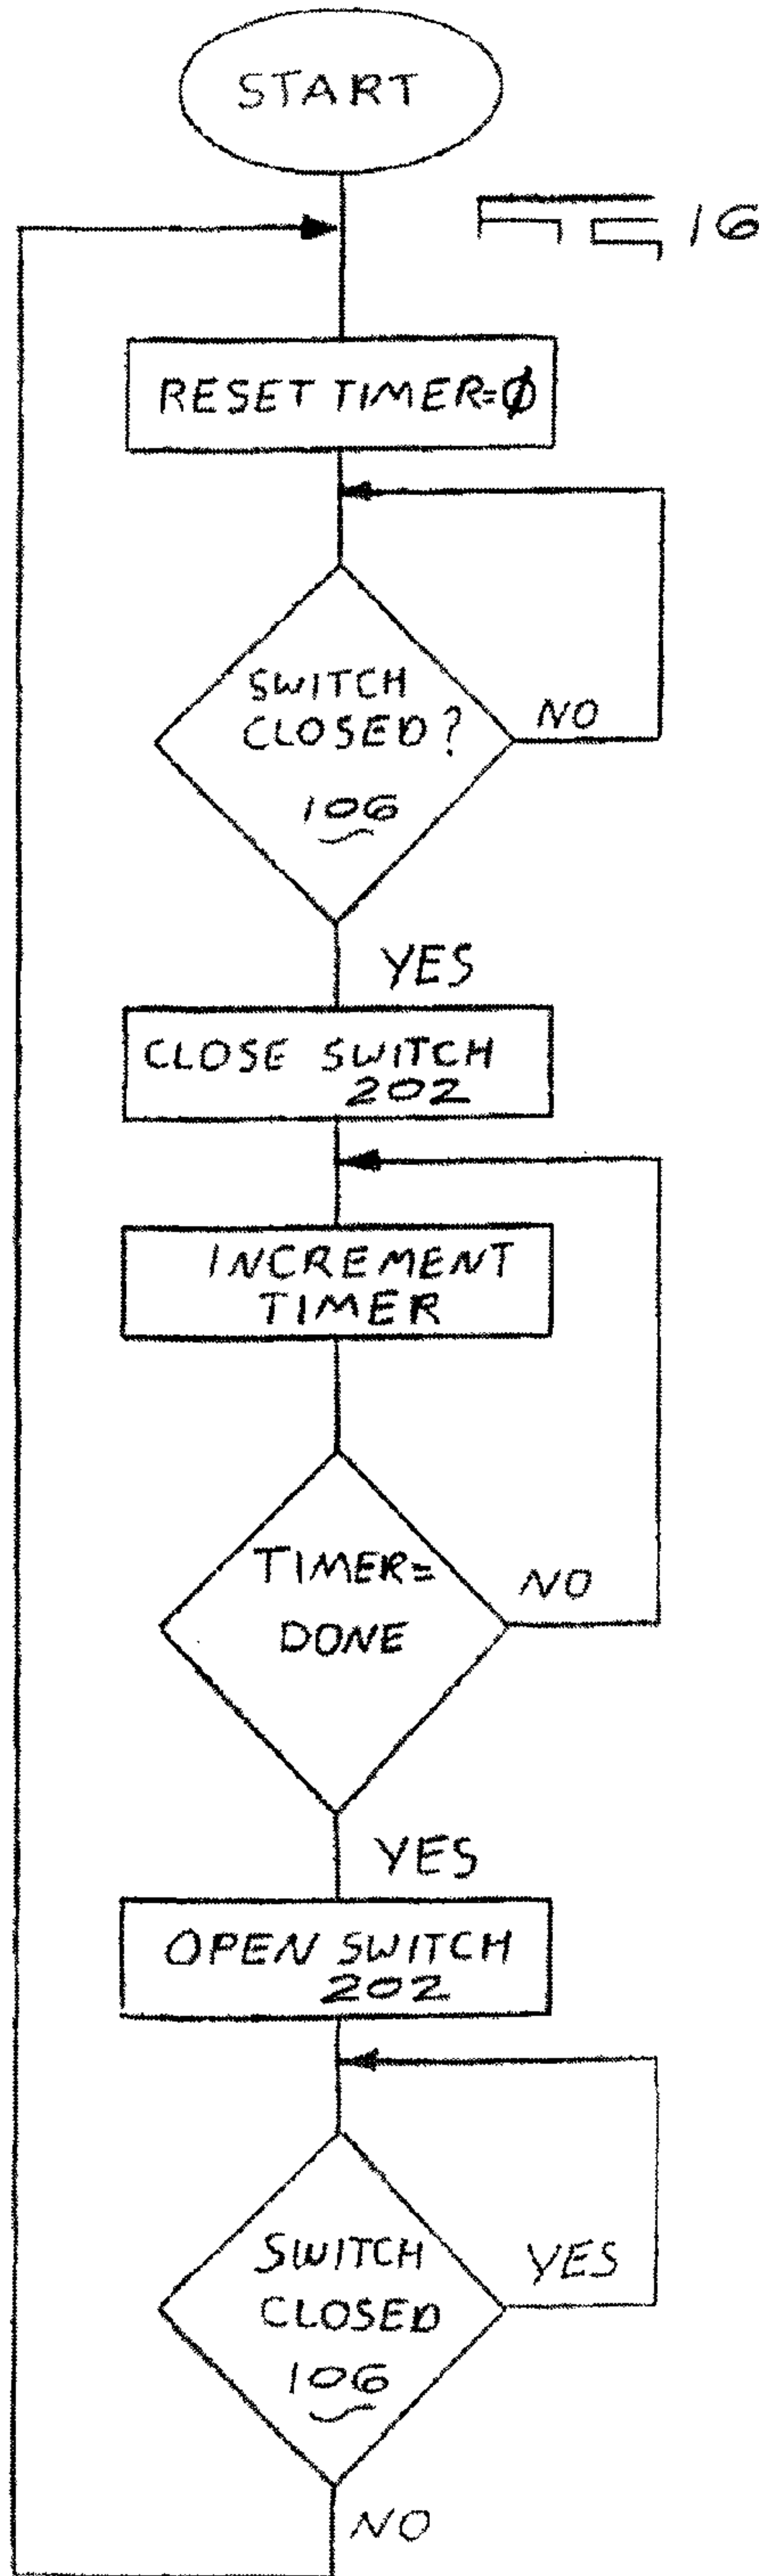 START
FIG 16
RESET TIMER=Ø
SWITCH
CLOSED?
106
NO
YES
CLOSE SWITCH
202
INCREMENT
TIMER
TIMER=
DONE
NO
YES
OPEN SWITCH
202
SWITCH
CLOSED
106
YES
NO